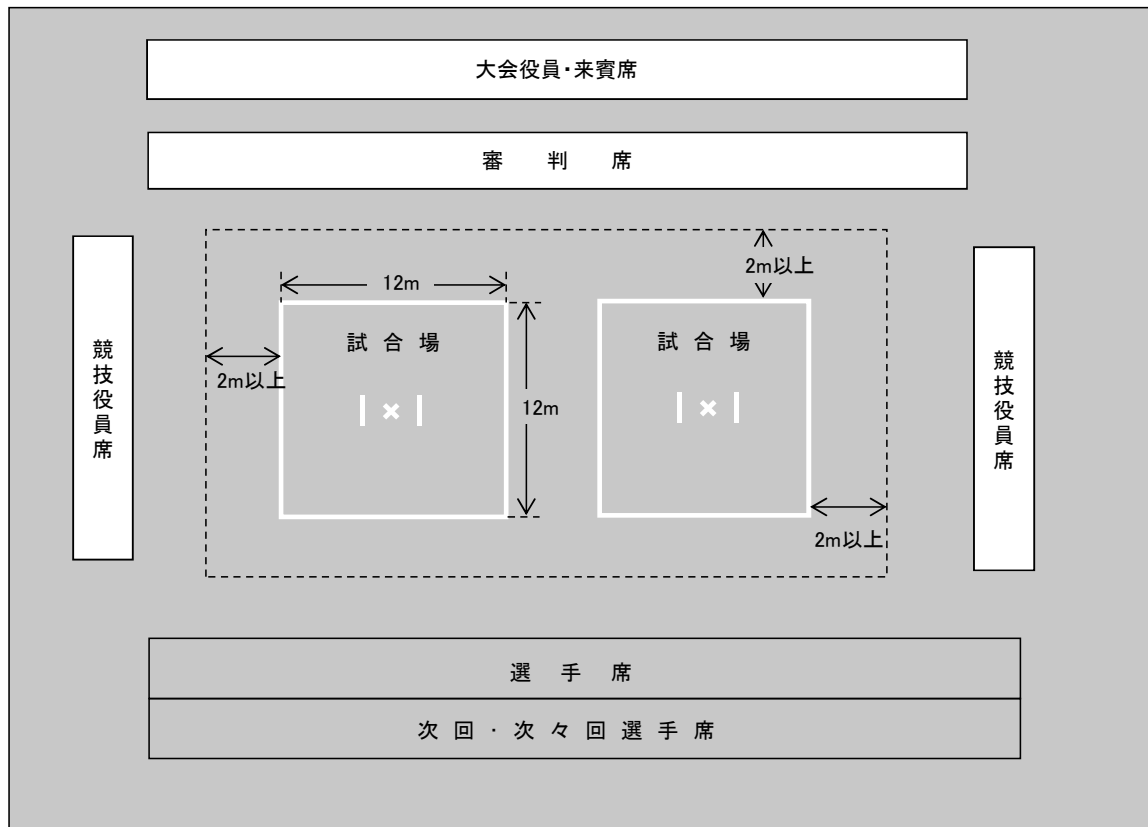 大会役員・来賓席
審判席
2m以上
12m
試合場
試合場
2m以上
12m
競技役員席
競技役員席
2m以上
選手席
次回・次々回選手席